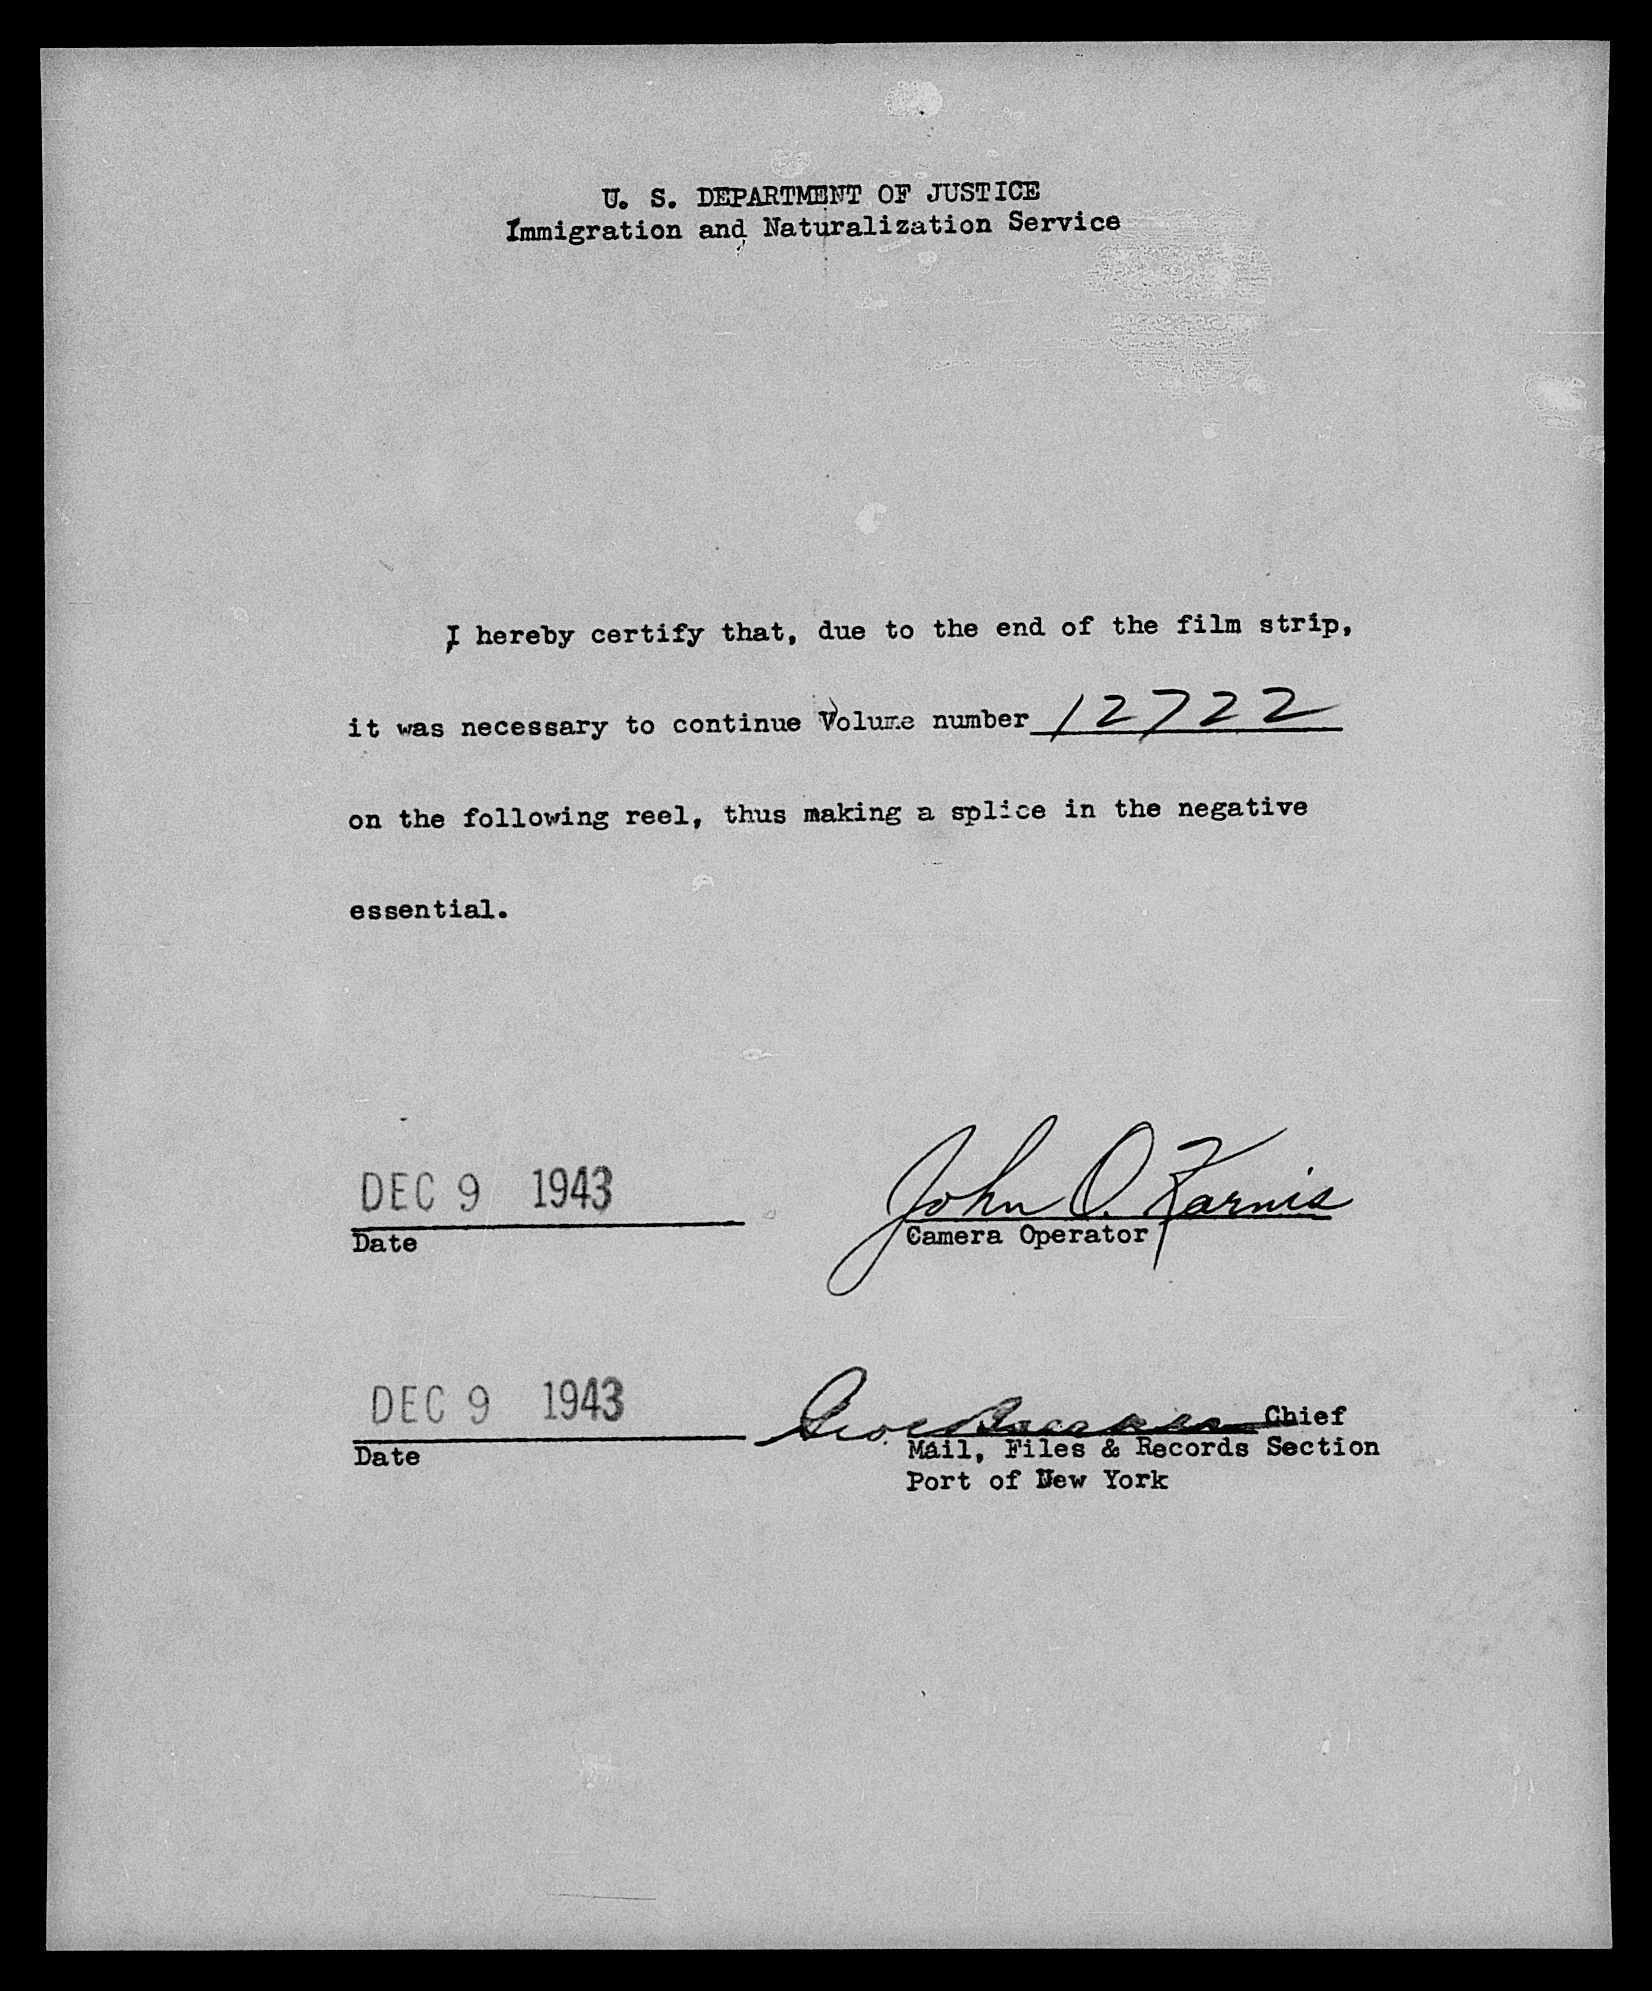 U. S. DEPARTMENT OF JUSTICE
Immigration and Naturalization Service
I hereby certify that, due to the end of the film strip,
it was necessary to continue Volume number 12722
on the following reel, thus making a splice in the negative
essential.
DEC 9 1943
Date
John O. Karnis
Camera Operator
DEC 9 1943
Date
Chief
Mail, Files & Records Section
Port of New York